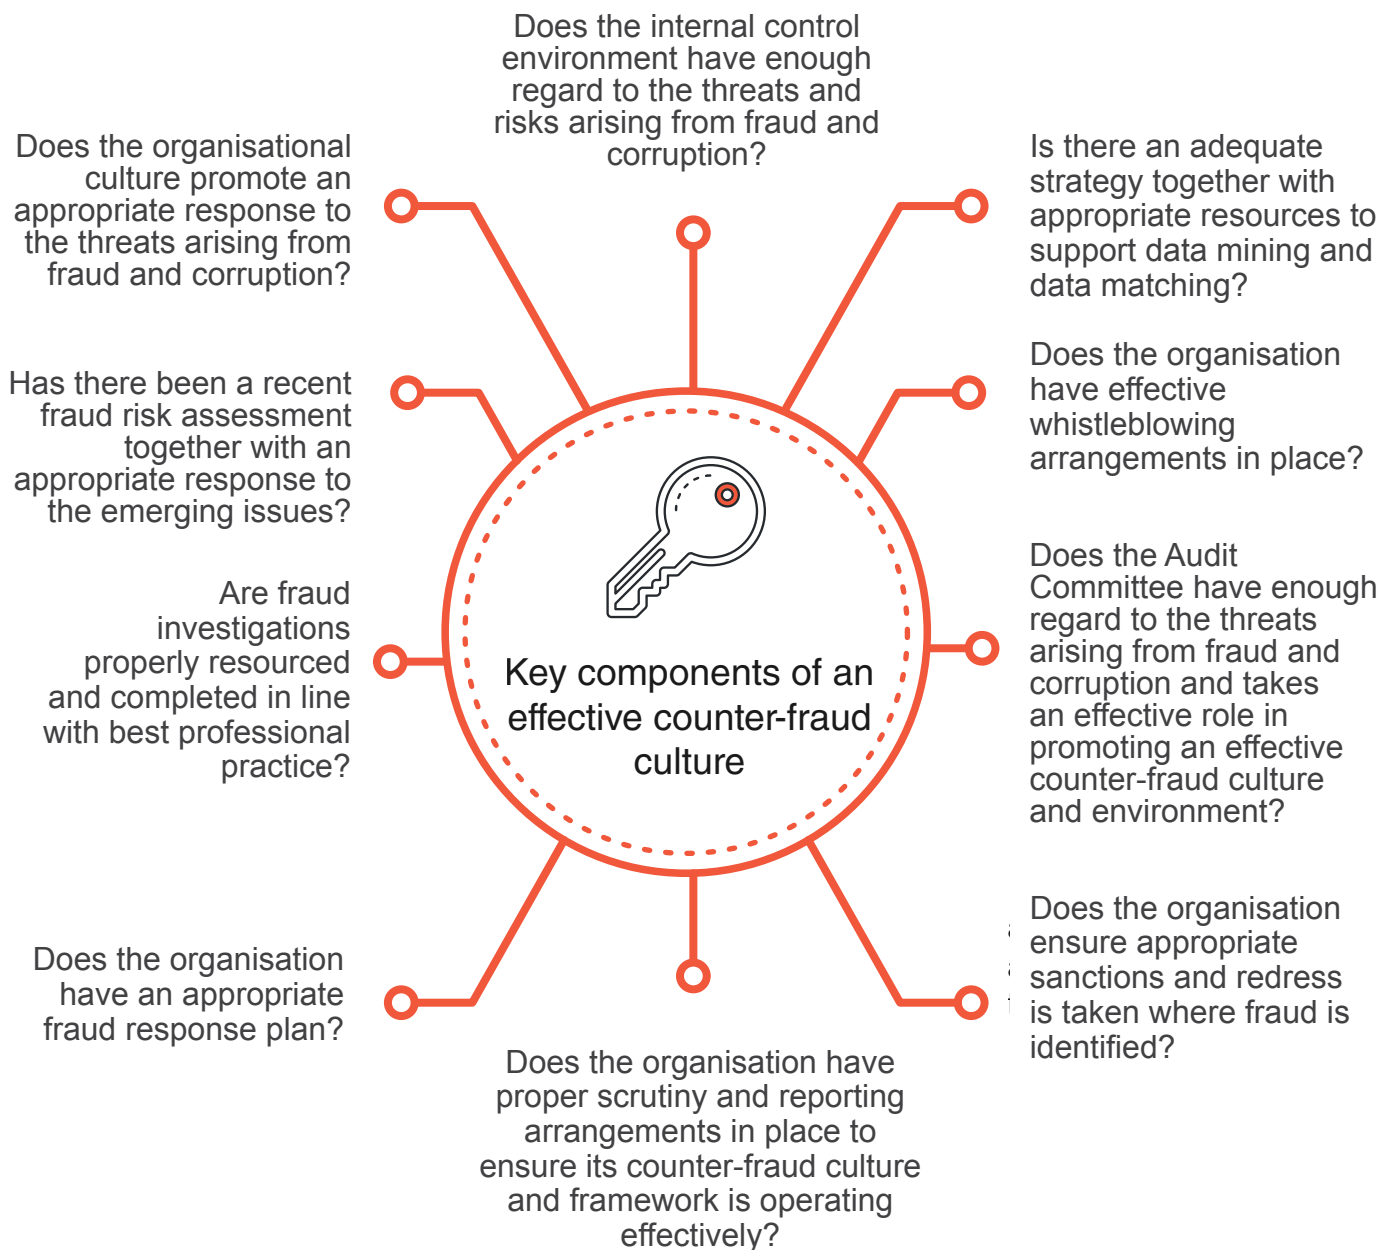 Does the internal control
environment have enough
regard to the threats and
risks arising from fraud and
corruption?
Does the organisational
culture promote an
appropriate response to
the threats arising from
fraud and corruption?
Is there an adequate
strategy together with
appropriate resources to
support data mining and
data matching?
Has there been a recent
fraud risk assessment
together with an
appropriate response to
the emerging issues?
Does the organisation
have effective
whistleblowing
arrangements in place?
Are fraud
investigations
properly resourced
and completed in line
with best professional
practice?
Key components of an
effective counter-fraud
culture
Does the Audit
Committee have enough
regard to the threats
arising from fraud and
corruption and takes
an effective role in
promoting an effective
counter-fraud culture
and environment?
Does the organisation
have an appropriate
fraud response plan?
Does the organisation have
proper scrutiny and reporting
arrangements in place to
ensure its counter-fraud culture
and framework is operating
effectively?
Does the organisation
ensure appropriate
sanctions and redress
is taken where fraud is
identified?